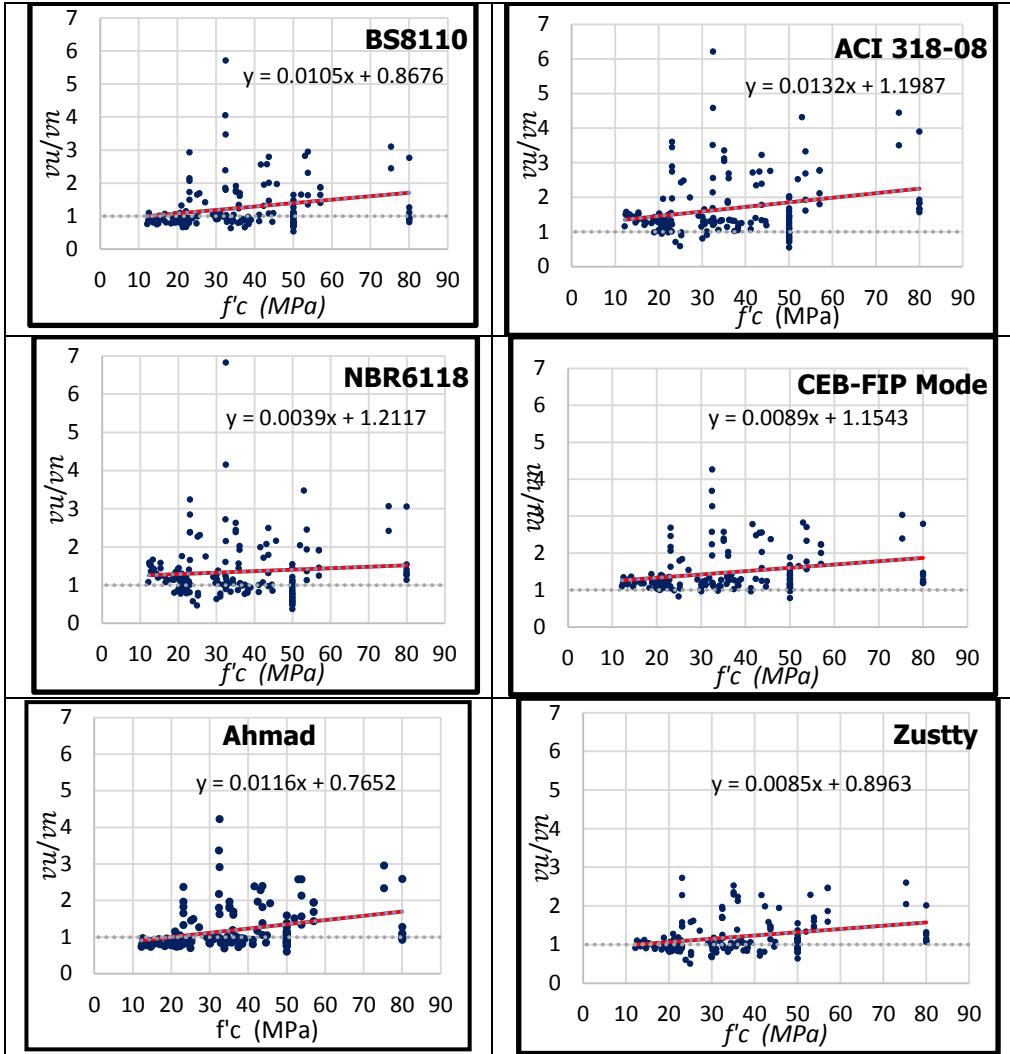 BS8110
y = 0.0105x + 0.8676
vu/vn
7
6
5
4
3
2
1
0
0 10 20 30 40 50 60 70 80 90
f'c (MPa)
ACI 318-08
y = 0.0132x + 1.1987
vu/vn
7
6
5
4
3
2
1
0
0 10 20 30 40 50 60 70 80 90
f'c (MPa)
NBR6118
y = 0.0039x + 1.2117
vu/vn
7
6
5
4
3
2
1
0
0 10 20 30 40 50 60 70 80 90
f'c (MPa)
CEB-FIP Mode
y = 0.0089x + 1.1543
vu/vn
7
6
5
4
3
2
1
0
0 10 20 30 40 50 60 70 80 90
f'c (MPa)
Ahmad
y = 0.0116x + 0.7652
vu/vn
7
6
5
4
3
2
1
0
0 10 20 30 40 50 60 70 80 90
f'c (MPa)
Zustty
y = 0.0085x + 0.8963
vu/vn
7
6
5
4
3
2
1
0
0 10 20 30 40 50 60 70 80 90
f'c (MPa)